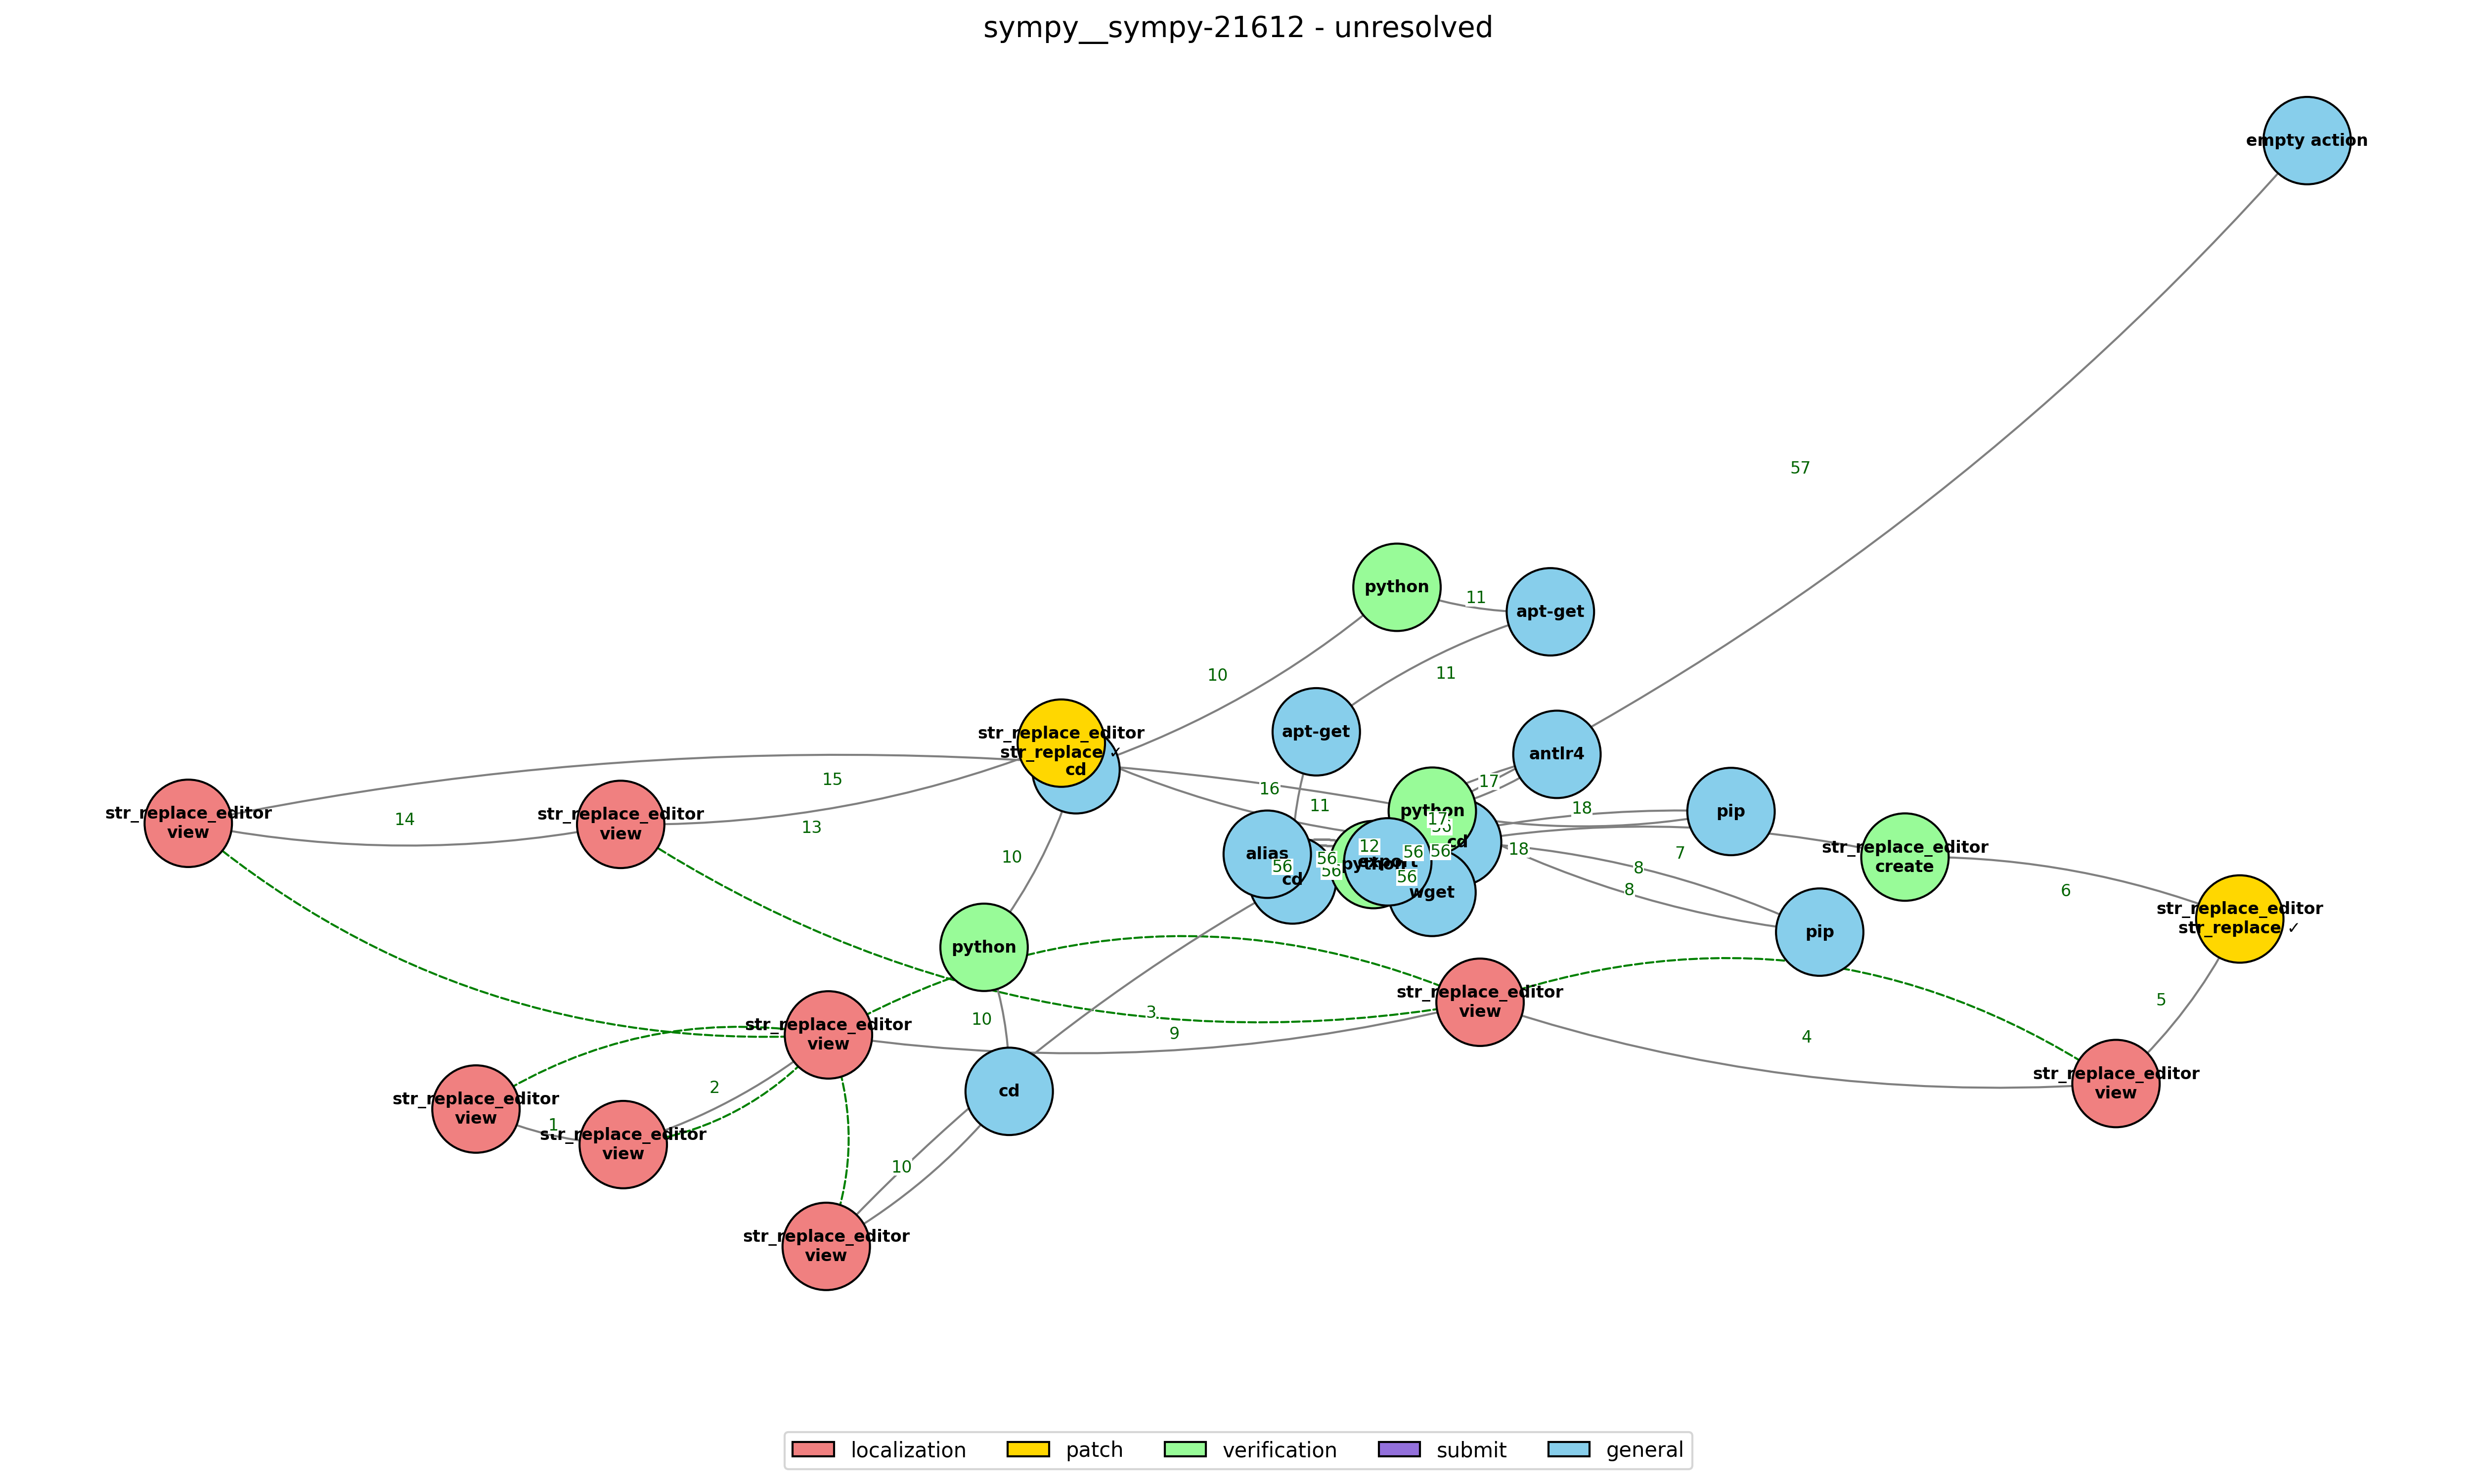 sympy__sympy-21612 - unresolved
empty action
57
python
11
apt-get
10
11
str_replace_editor
str_replace ✓
cd
apt-get
antlr4
15
16
17
str_replace_editor
view
14
str_replace_editor
view
13
11
18
pip
python
17
56
cd
alias
12
56
56
56
56
cd
56
python
export
56
wget
18
8
7
8
str_replace_editor
create
6
str_replace_editor
str_replace ✓
10
python
pip
str_replace_editor
view
5
10
3
9
str_replace_editor
view
4
str_replace_editor
view
2
cd
str_replace_editor
view
1
str_replace_editor
view
10
str_replace_editor
view
localization
patch
verification
submit
general